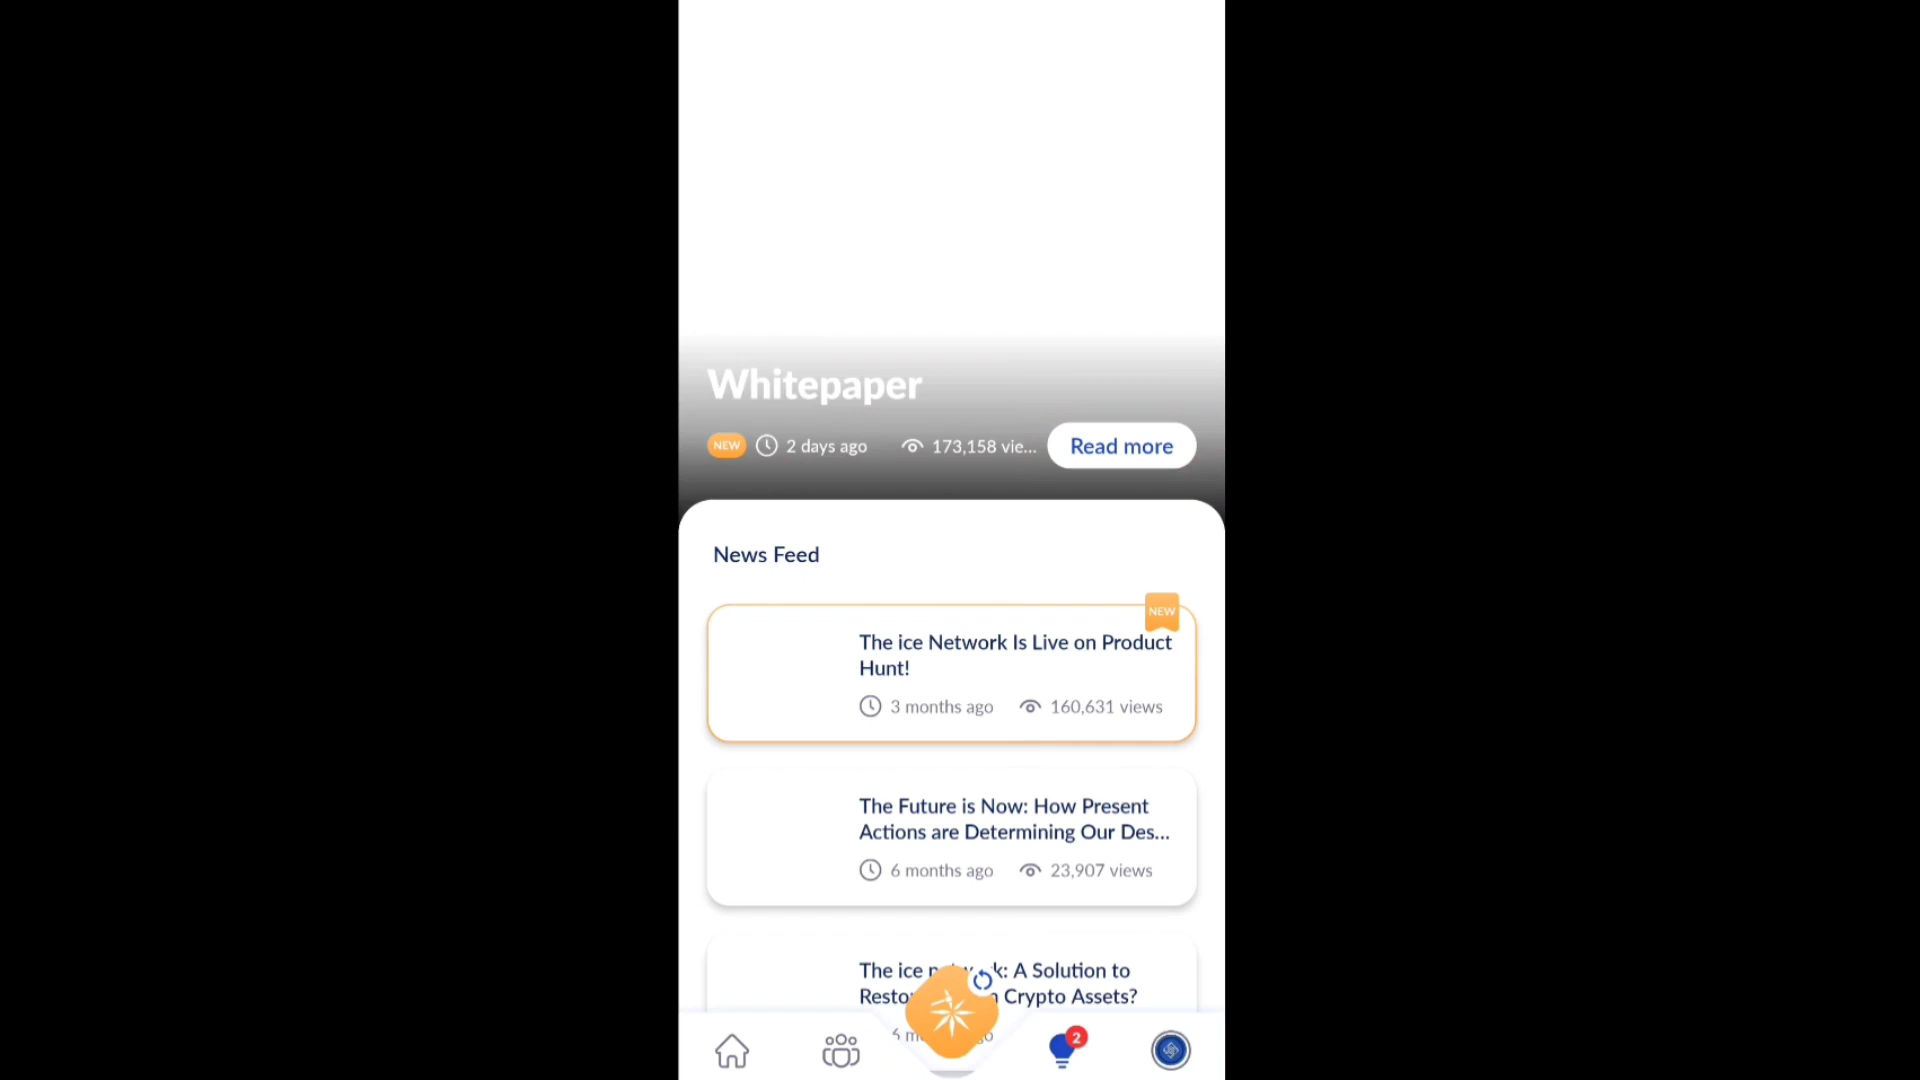 Whitepaper
NEW 2 days ago 173,158 vie... Read more
News Feed
NEW
The ice Network Is Live on Product
Hunt!
3 months ago 160,631 views
The Future is Now: How Present
Actions are Determining Our Des...
6 months ago 23,907 views
The ice k: A Solution to
Crypto Assets?
2